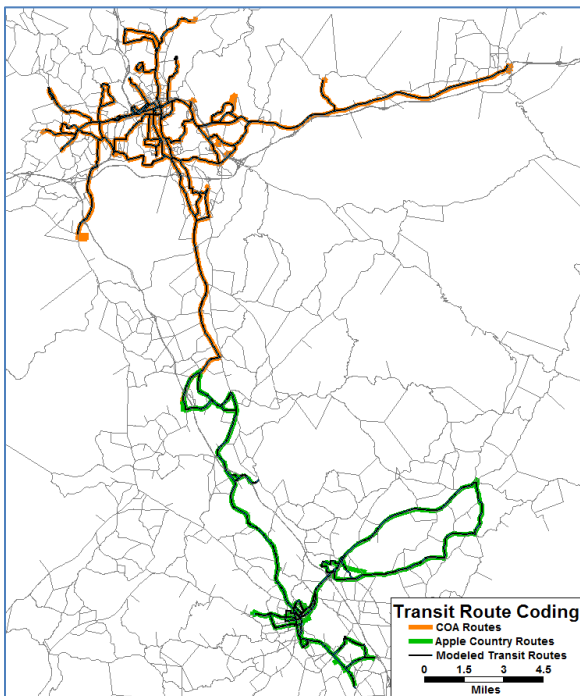 Transit Route Coding
COA Routes
Apple Country Routes
Modeled Transit Routes
0 1.5 3 4.5
Miles